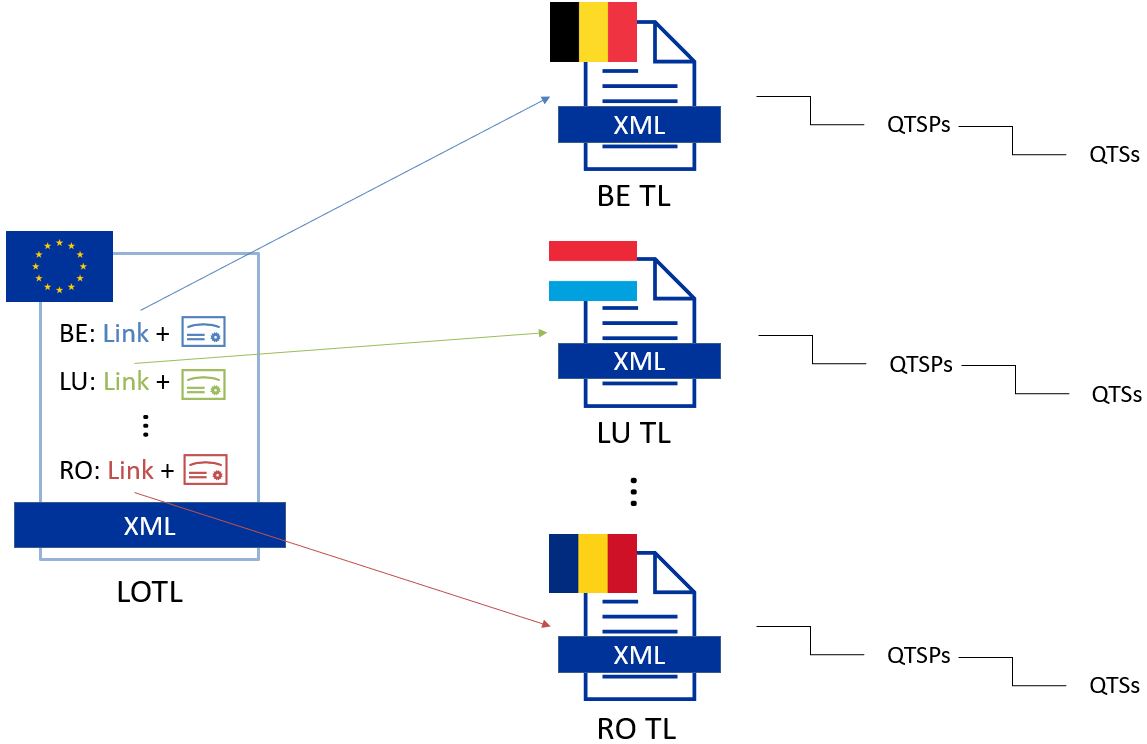 BE: Link +
LU: Link +
⋮
RO: Link +
XML
LOTL
XML
BE TL
QTSPs
QTSs
XML
LU TL
QTSPs
QTSs
⋮
XML
RO TL
QTSPs
QTSs